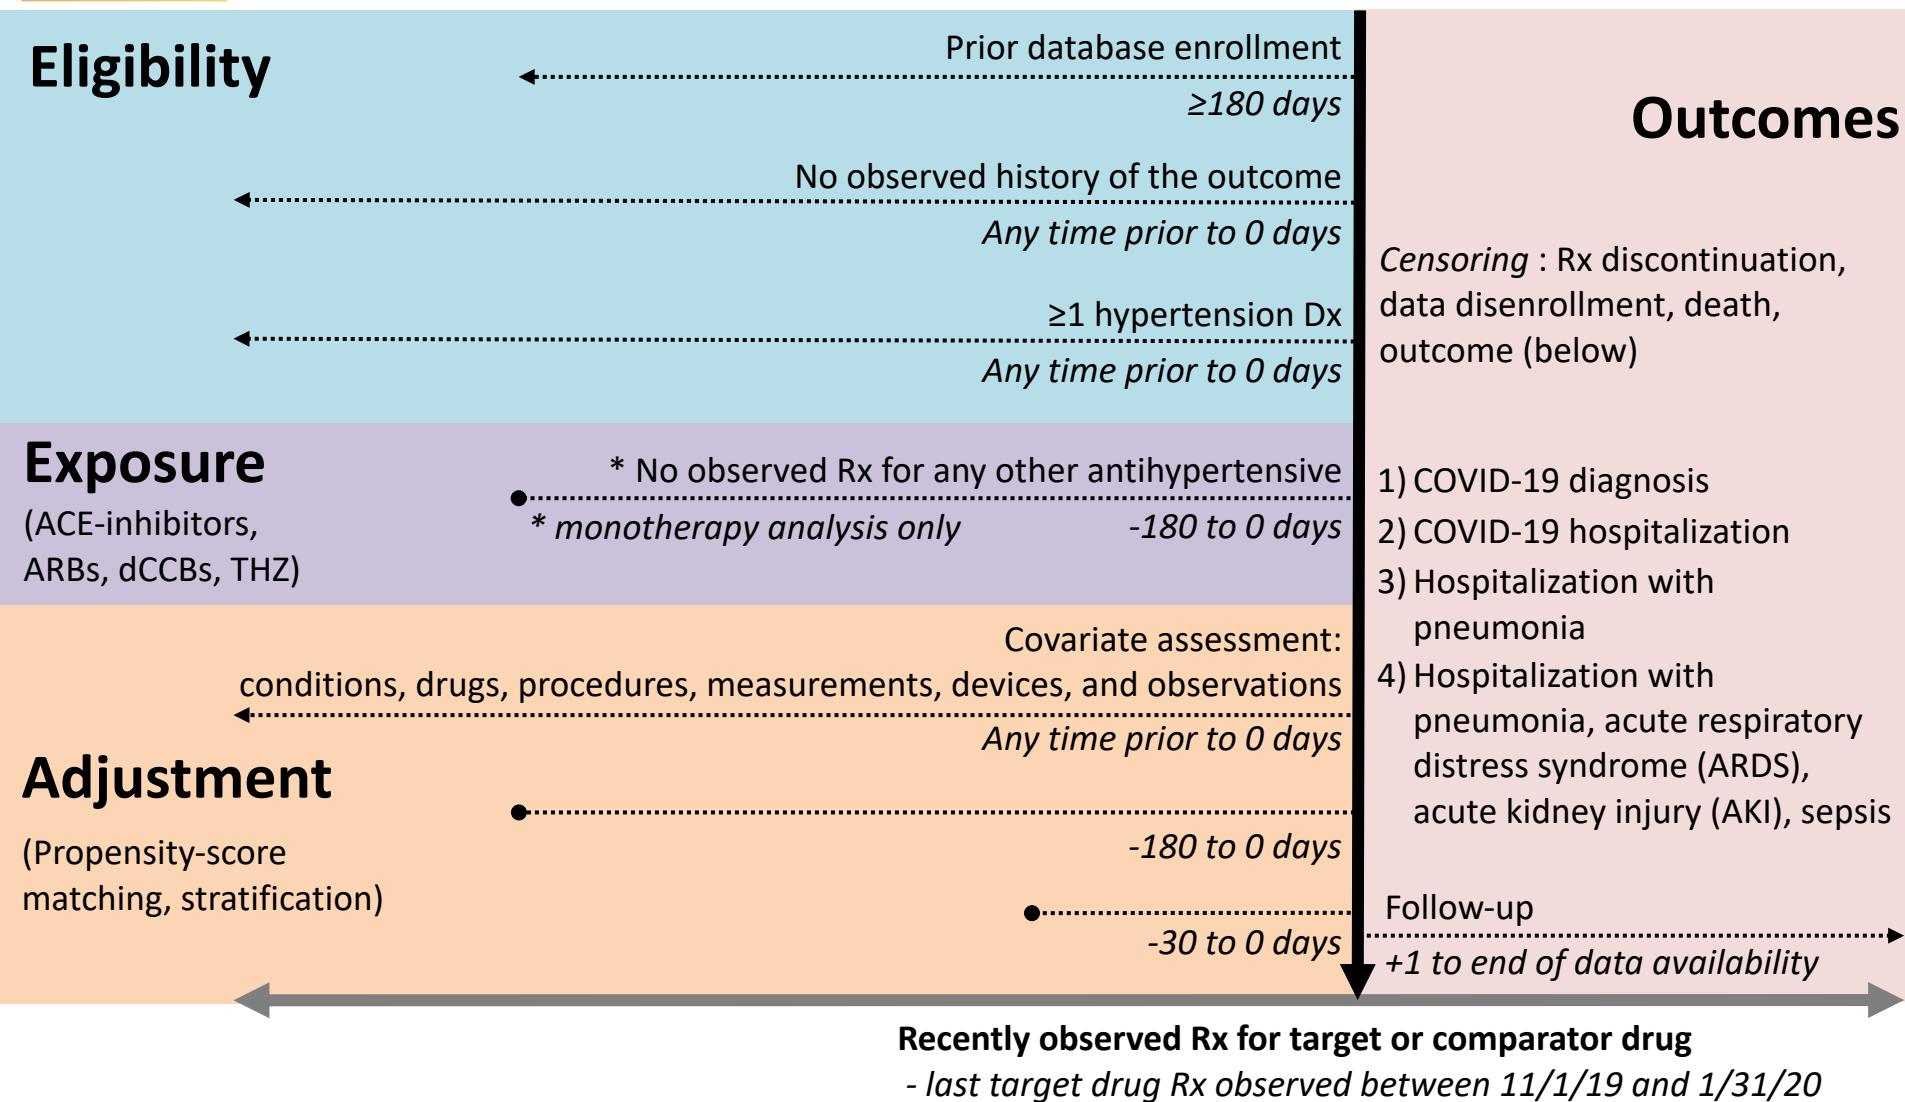 Eligibility
Prior database enrollment
≥180 days
No observed history of the outcome
Any time prior to 0 days
≥1 hypertension Dx
Any time prior to 0 days
Exposure
(ACE-inhibitors,
ARBs, dCCBs, THZ)
* No observed Rx for any other antihypertensive
* monotherapy analysis only
-180 to 0 days
Adjustment
(Propensity-score
matching, stratification)
Covariate assessment:
conditions, drugs, procedures, measurements, devices, and observations
Any time prior to 0 days
-180 to 0 days
-30 to 0 days
Outcomes
Censoring : Rx discontinuation,
data disenrollment, death,
outcome (below)
1) COVID-19 diagnosis
2) COVID-19 hospitalization
3) Hospitalization with
pneumonia
4) Hospitalization with
pneumonia, acute respiratory
distress syndrome (ARDS),
acute kidney injury (AKI), sepsis
Follow-up
+1 to end of data availability
Recently observed Rx for target or comparator drug
- last target drug Rx observed between 11/1/19 and 1/31/20